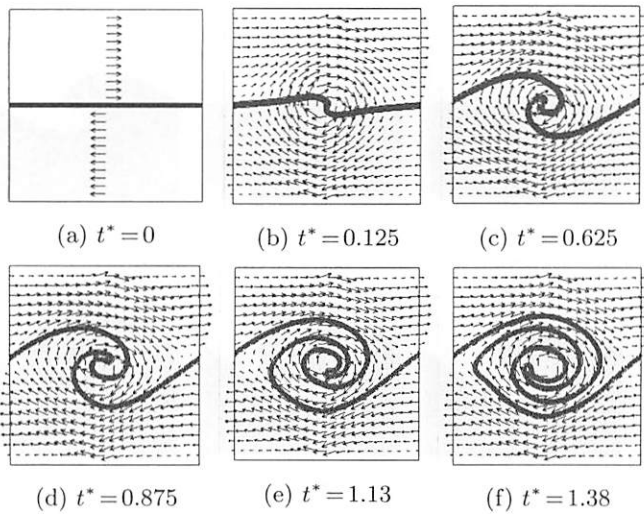 (a) t* = 0
(b) t* = 0.125
(c) t* = 0.625
(d) t* = 0.875
(e) t* = 1.13
(f) t* = 1.38